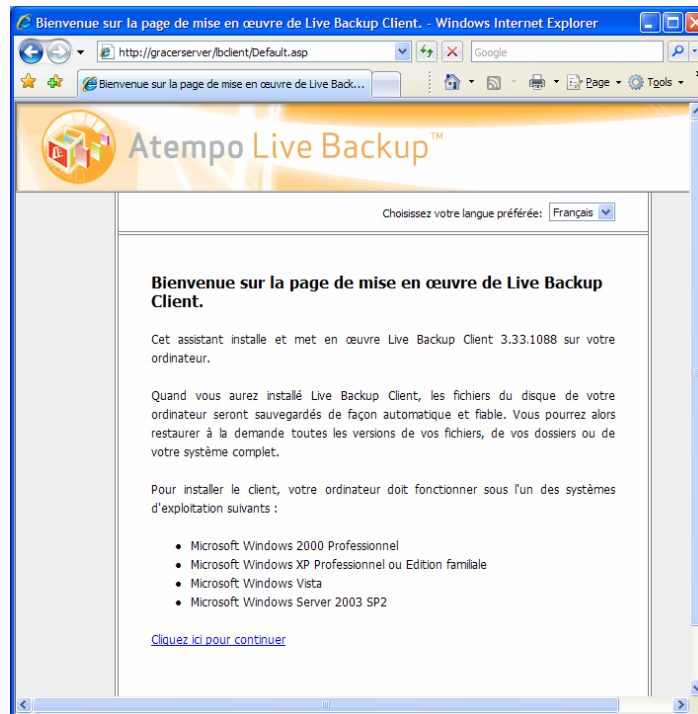 Bienvenue sur la page de mise en œuvre de Live Backup Client. - Windows Internet Explorer
http://gracerserver/lbclient/Default.asp
Google
Bienvenue sur la page de mise en œuvre de Live Back...
Page
Tools
Atempo Live Backup™
Choisissez votre langue préférée: Français
Bienvenue sur la page de mise en œuvre de Live Backup
Client.
Cet assistant installe et met en œuvre Live Backup Client 3.33.1088 sur votre
ordinateur.
Quand vous aurez installé Live Backup Client, les fichiers du disque de votre
ordinateur seront sauvegardés de façon automatique et fiable. Vous pourrez alors
restaurer à la demande toutes les versions de vos fichiers, de vos dossiers ou de
votre système complet.
Pour installer le client, votre ordinateur doit fonctionner sous l'un des systèmes
d'exploitation suivants :
• Microsoft Windows 2000 Professionnel
• Microsoft Windows XP Professionnel ou Edition familiale
• Microsoft Windows Vista
• Microsoft Windows Server 2003 SP2
Cliquez ici pour continuer